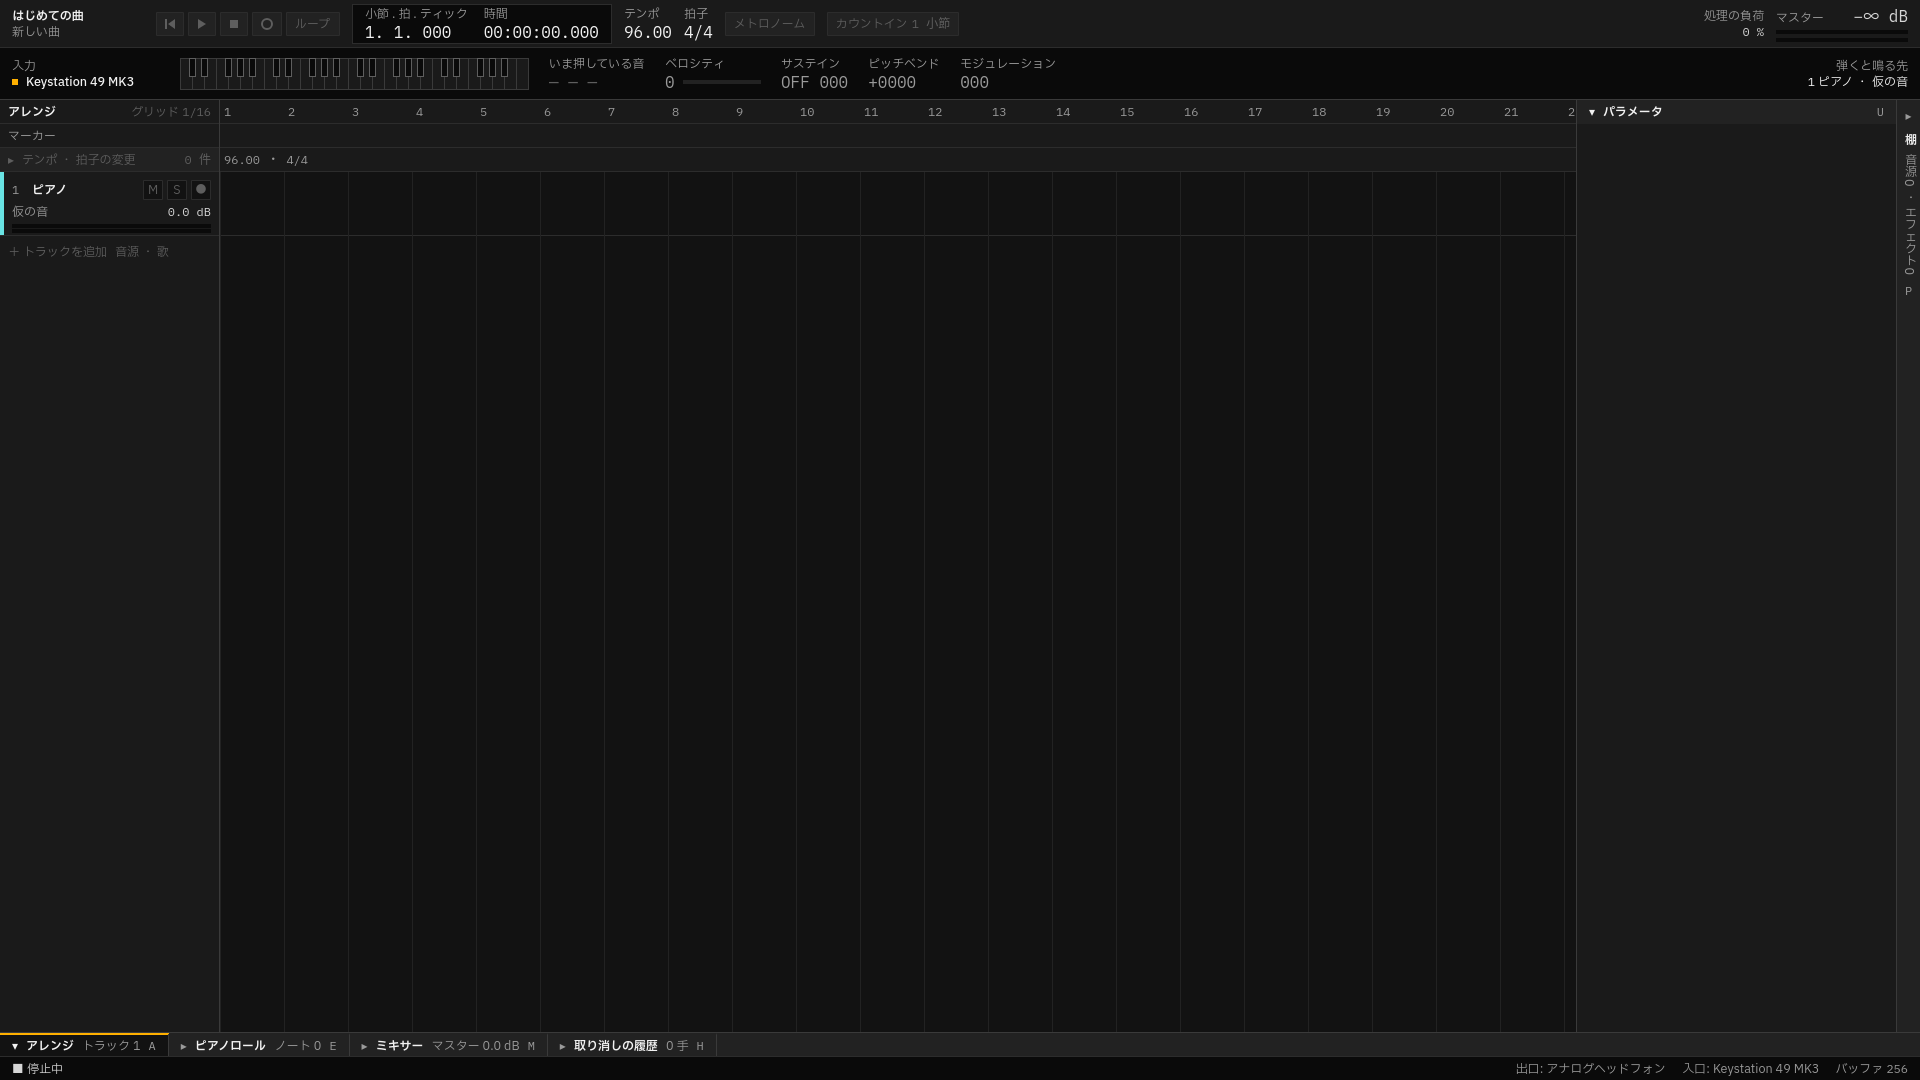 はじめての曲
新しい曲
ループ
小節 . 拍 . ティック 時間
1. 1. 000 00:00:00.000
テンポ 拍子
96.00 4/4
メトロノーム
カウントイン 1 小節
処理の負荷
0 %
マスター -∞ dB
入力
Keystation 49 MK3
いま押している音
— — —
ベロシティ
0
サステイン
OFF 000
ピッチベンド
+0000
モジュレーション
000
弾くと鳴る先
1 ピアノ · 仮の音
アレンジ グリッド 1/16
1 2 3 4 5 6 7 8 9 10 11 12 13 14 15 16 17 18 19 20 21 2
マーカー
▸ テンポ · 拍子の変更 0 件
96.00 · 4/4
1 ピアノ M S ●
仮の音 0.0 dB
+ トラックを追加 音源 · 歌
▾ パラメータ U
▸ 棚 音源 0 · エフェクト 0 P
▾ アレンジ トラック 1 A
▸ ピアノロール ノート 0 E
▸ ミキサー マスター 0.0 dB M
▸ 取り消しの履歴 0 手 H
■ 停止中
出口: アナログヘッドフォン 入口: Keystation 49 MK3 バッファ 256